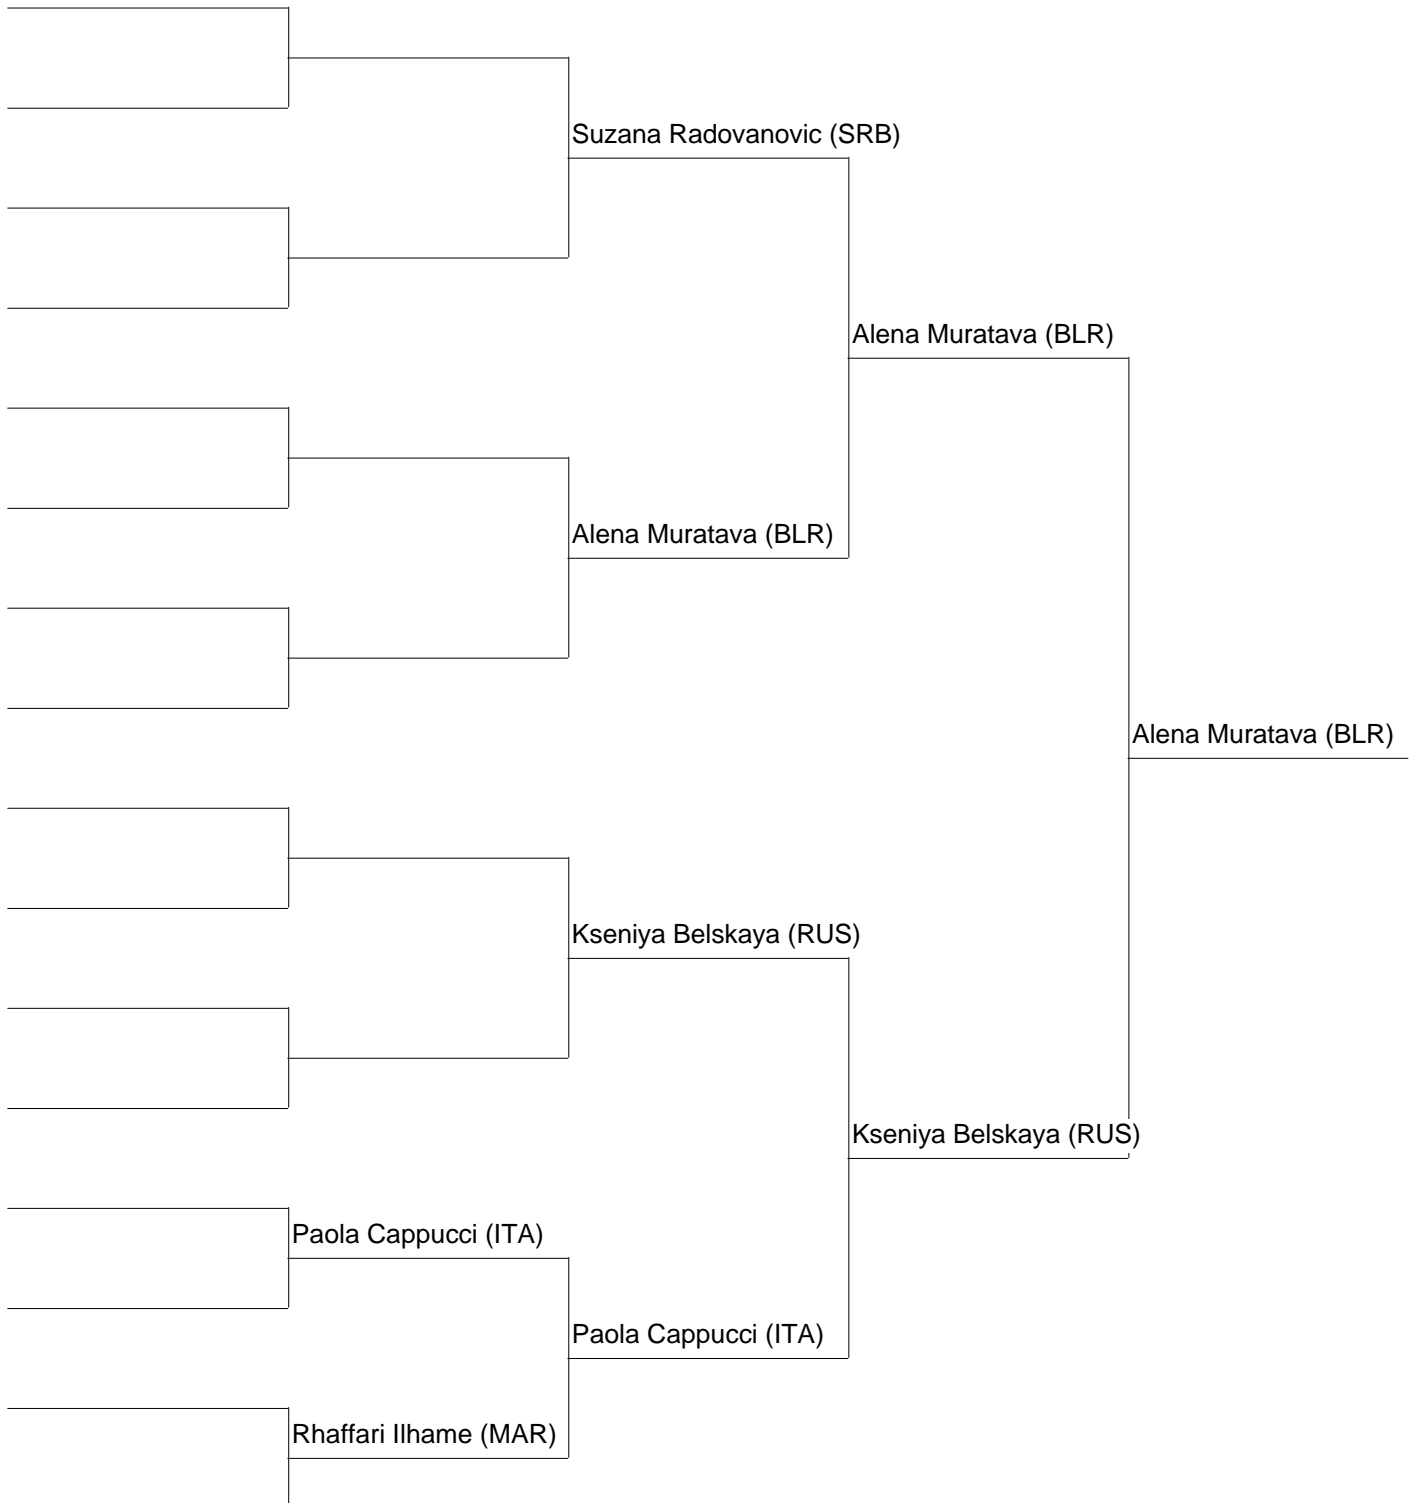 Suzana Radovanovic (SRB)
Alena Muratava (BLR)
Alena Muratava (BLR)
Alena Muratava (BLR)
Kseniya Belskaya (RUS)
Kseniya Belskaya (RUS)
Paola Cappucci (ITA)
Paola Cappucci (ITA)
Rhaffari Ilhame (MAR)